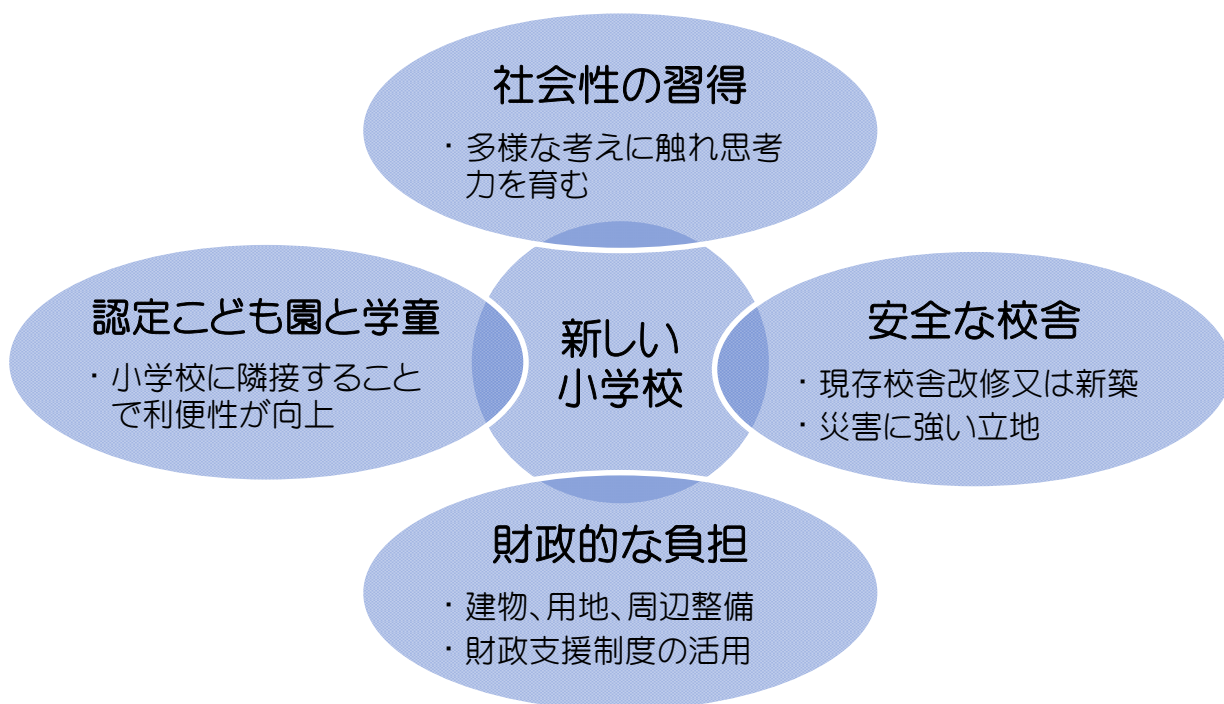 社会性の習得
・多様な考えに触れ思考
力を育む
認定こども園と学童
・小学校に隣接すること
で利便性が向上
新しい
小学校
安全な校舎
・現存校舎改修又は新築
・災害に強い立地
財政的な負担
・建物、用地、周辺整備
・財政支援制度の活用